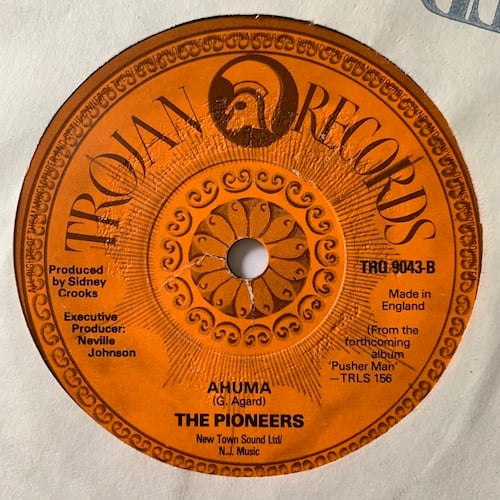 TROJAN RECORDS
Produced
by Sidney
Crooks
Executive
Producer:
Neville
Johnson
TRO 9043-B
Made in
England
(From the
forthcoming
album
'Pusher Man'
—TRLS 156
AHUMA
(G. Agard)
THE PIONEERS
New Town Sound Ltd/
N.J. Music